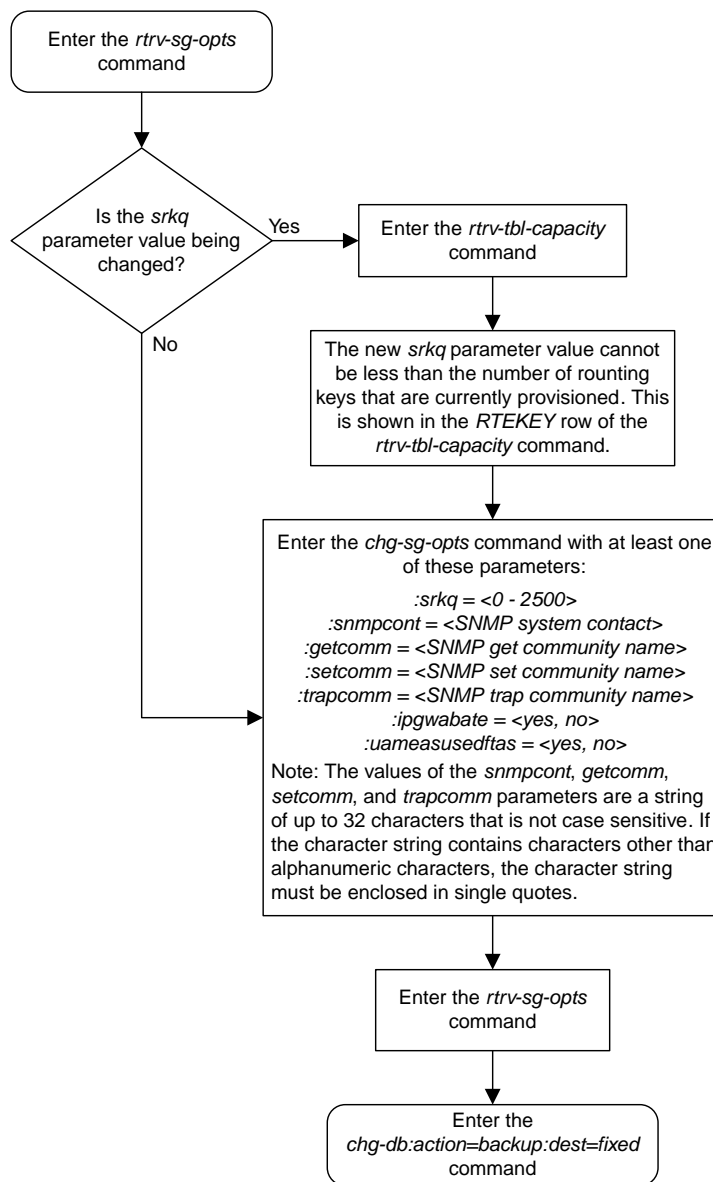 Enter the rtrv-sg-opts
command
Is the srkq
parameter value being
changed?
Yes
No
Enter the rtrv-tbl-capacity
command
The new srkq parameter value cannot
be less than the number of rounting
keys that are currently provisioned. This
is shown in the RTEKEY row of the
rtrv-tbl-capacity command.
Enter the chg-sg-opts command with at least one
of these parameters:
:srkq = <0 - 2500>
:snmpcont = <SNMP system contact>
:getcomm = <SNMP get community name>
:setcomm = <SNMP set community name>
:trapcomm = <SNMP trap community name>
:ipgwabate = <yes, no>
:uameasusedftas = <yes, no>
Note: The values of the snmpcont, getcomm,
setcomm, and trapcomm parameters are a string
of up to 32 characters that is not case sensitive. If
the character string contains characters other than
alphanumeric characters, the character string
must be enclosed in single quotes.
Enter the rtrv-sg-opts
command
Enter the
chg-db:action=backup:dest=fixed
command